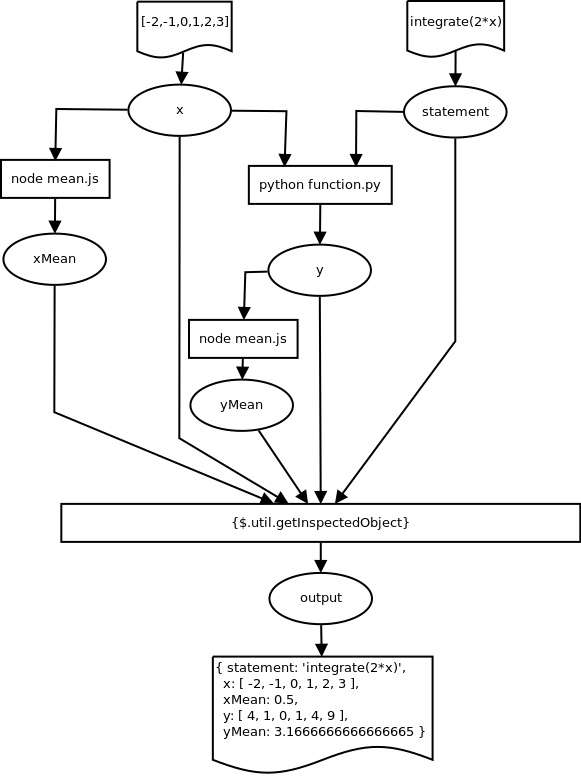 [-2,-1,0,1,2,3]
integrate(2*x)
x
statement
node mean.js
python function.py
xMean
y
node mean.js
yMean
{$.util.getInspectedObject}
output
{ statement: 'integrate(2*x)',
x: [ -2, -1, 0, 1, 2, 3 ],
xMean: 0.5,
y: [ 4, 1, 0, 1, 4, 9 ],
yMean: 3.1666666666666665 }